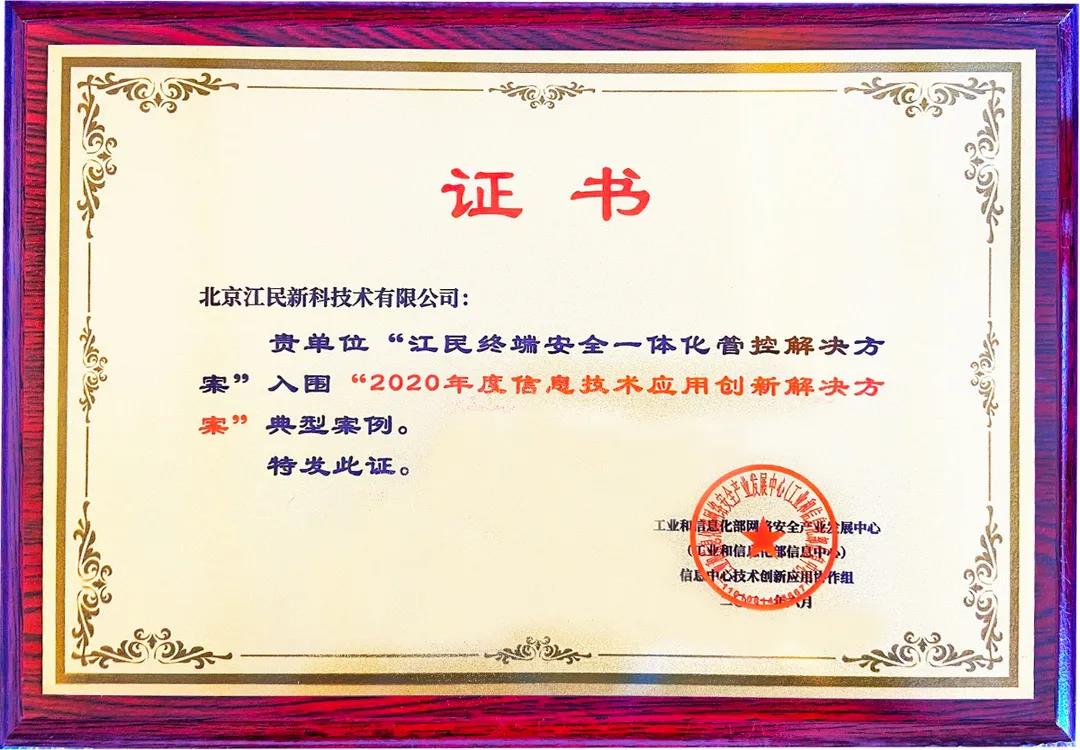 证书
北京江民新科技术有限公司：
贵单位“江民终端安全一体化管控解决方
案”入围“2020年度信息技术应用创新解决方
案”典型案例。
特发此证。
工业和信息化部网络安全产业发展中心
（工业和信息化部信息中心）
信息中心技术创新应用协作组